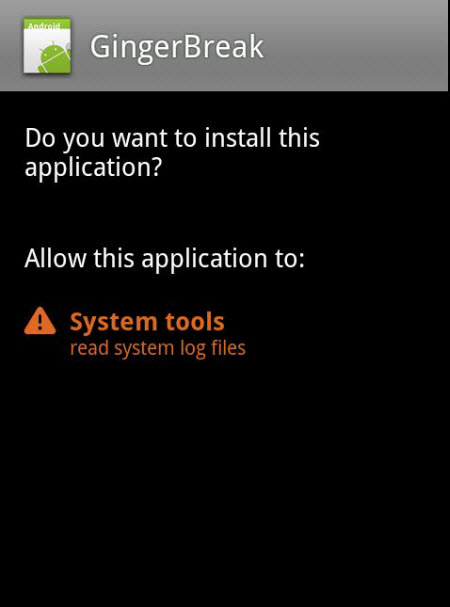 Android
GingerBreak
Do you want to install this
application?
Allow this application to:
System tools
read system log files